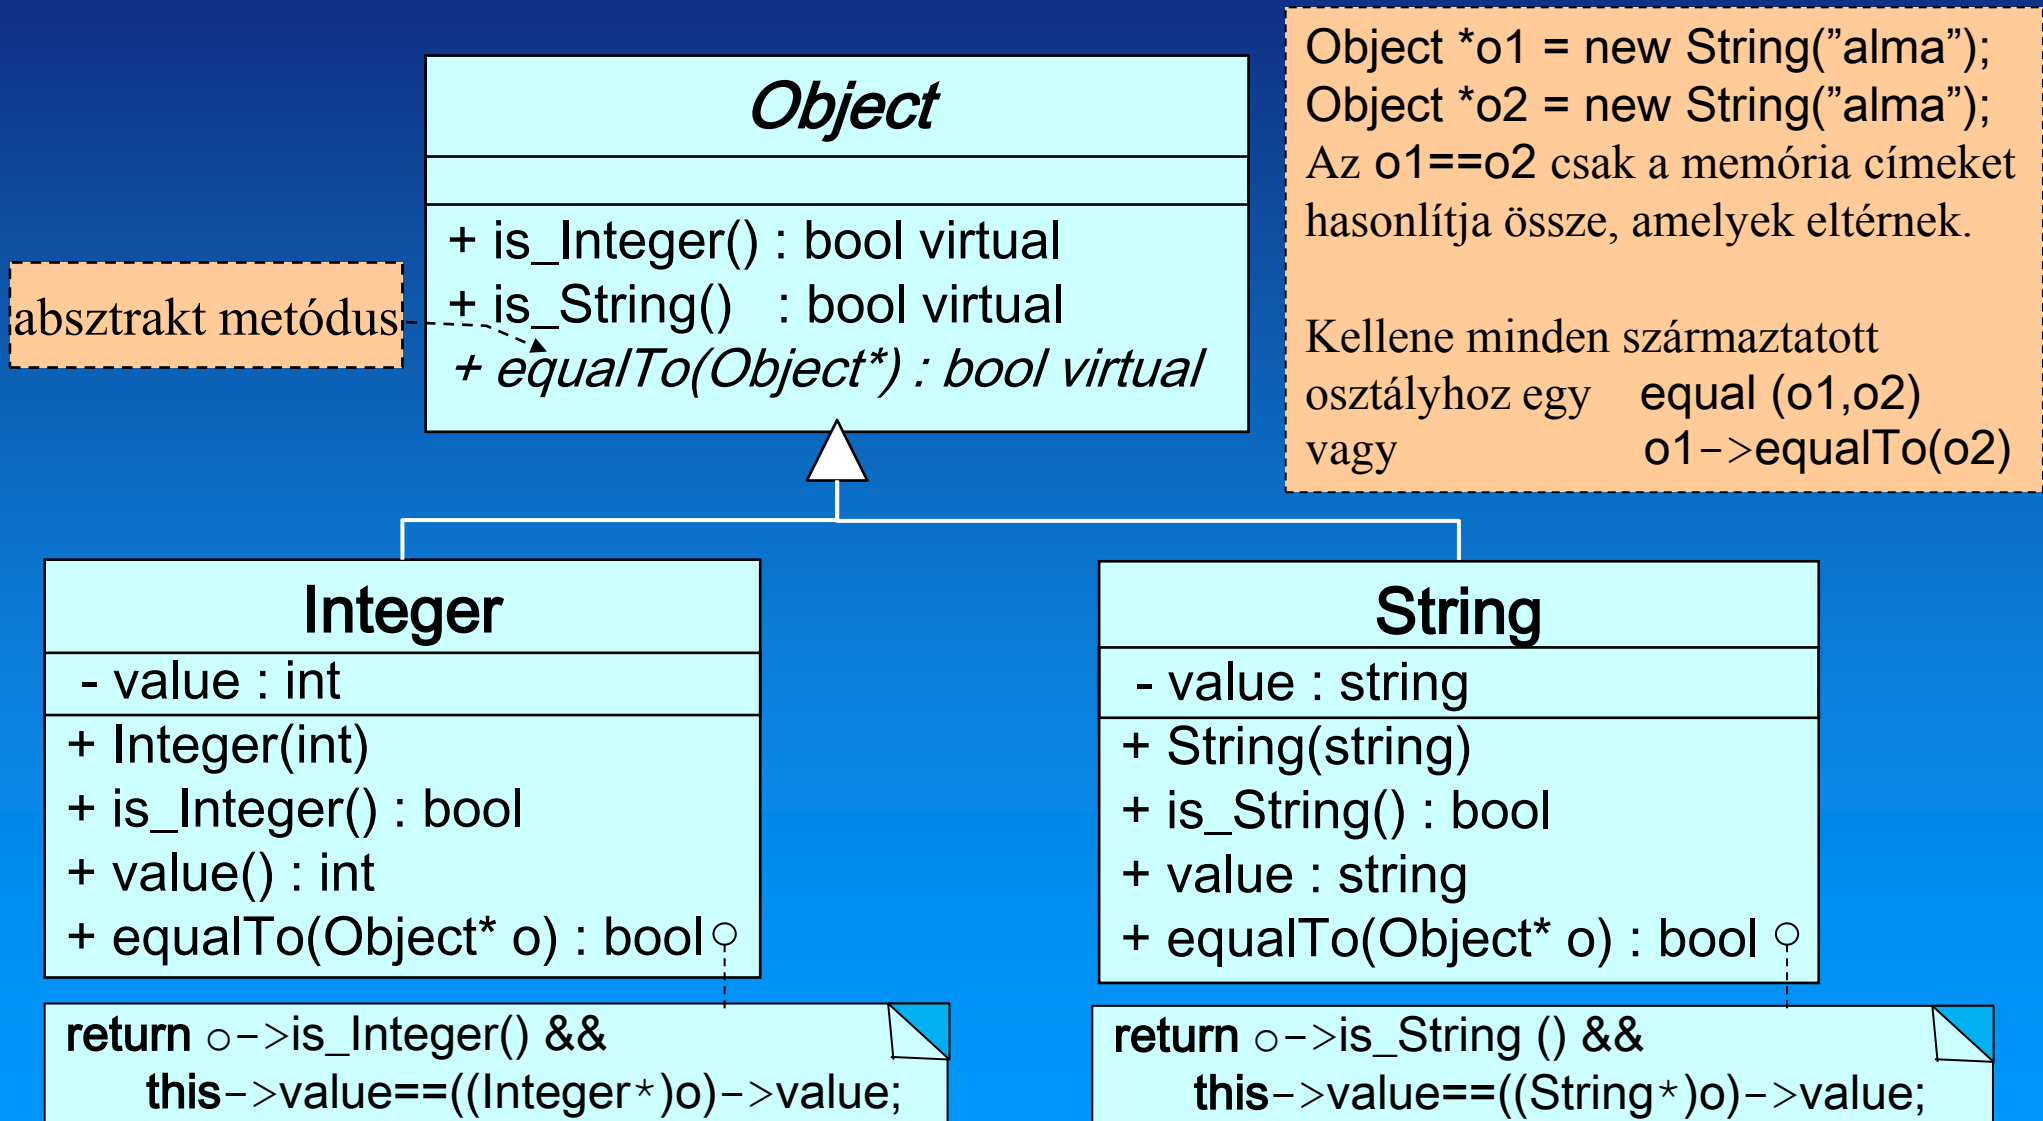 Object *o1 = new String(”alma”);
Object *o2 = new String(”alma”);
Az o1==o2 csak a memória címeket
hasonlítja össze, amelyek eltérnek.
Kellene minden származtatott
osztályhoz egy equal (o1,o2)
vagy o1->equalTo(o2)
Object
+ is_Integer() : bool virtual
+ is_String() : bool virtual
+ equalTo(Object*) : bool virtual
absztrakt metódus
Integer
- value : int
+ Integer(int)
+ is_Integer() : bool
+ value() : int
+ equalTo(Object* o) : bool
return o->is_Integer() &&
this->value==((Integer*)o)->value;
String
- value : string
+ String(string)
+ is_String() : bool
+ value : string
+ equalTo(Object* o) : bool
return o->is_String () &&
this->value==((String*)o)->value;